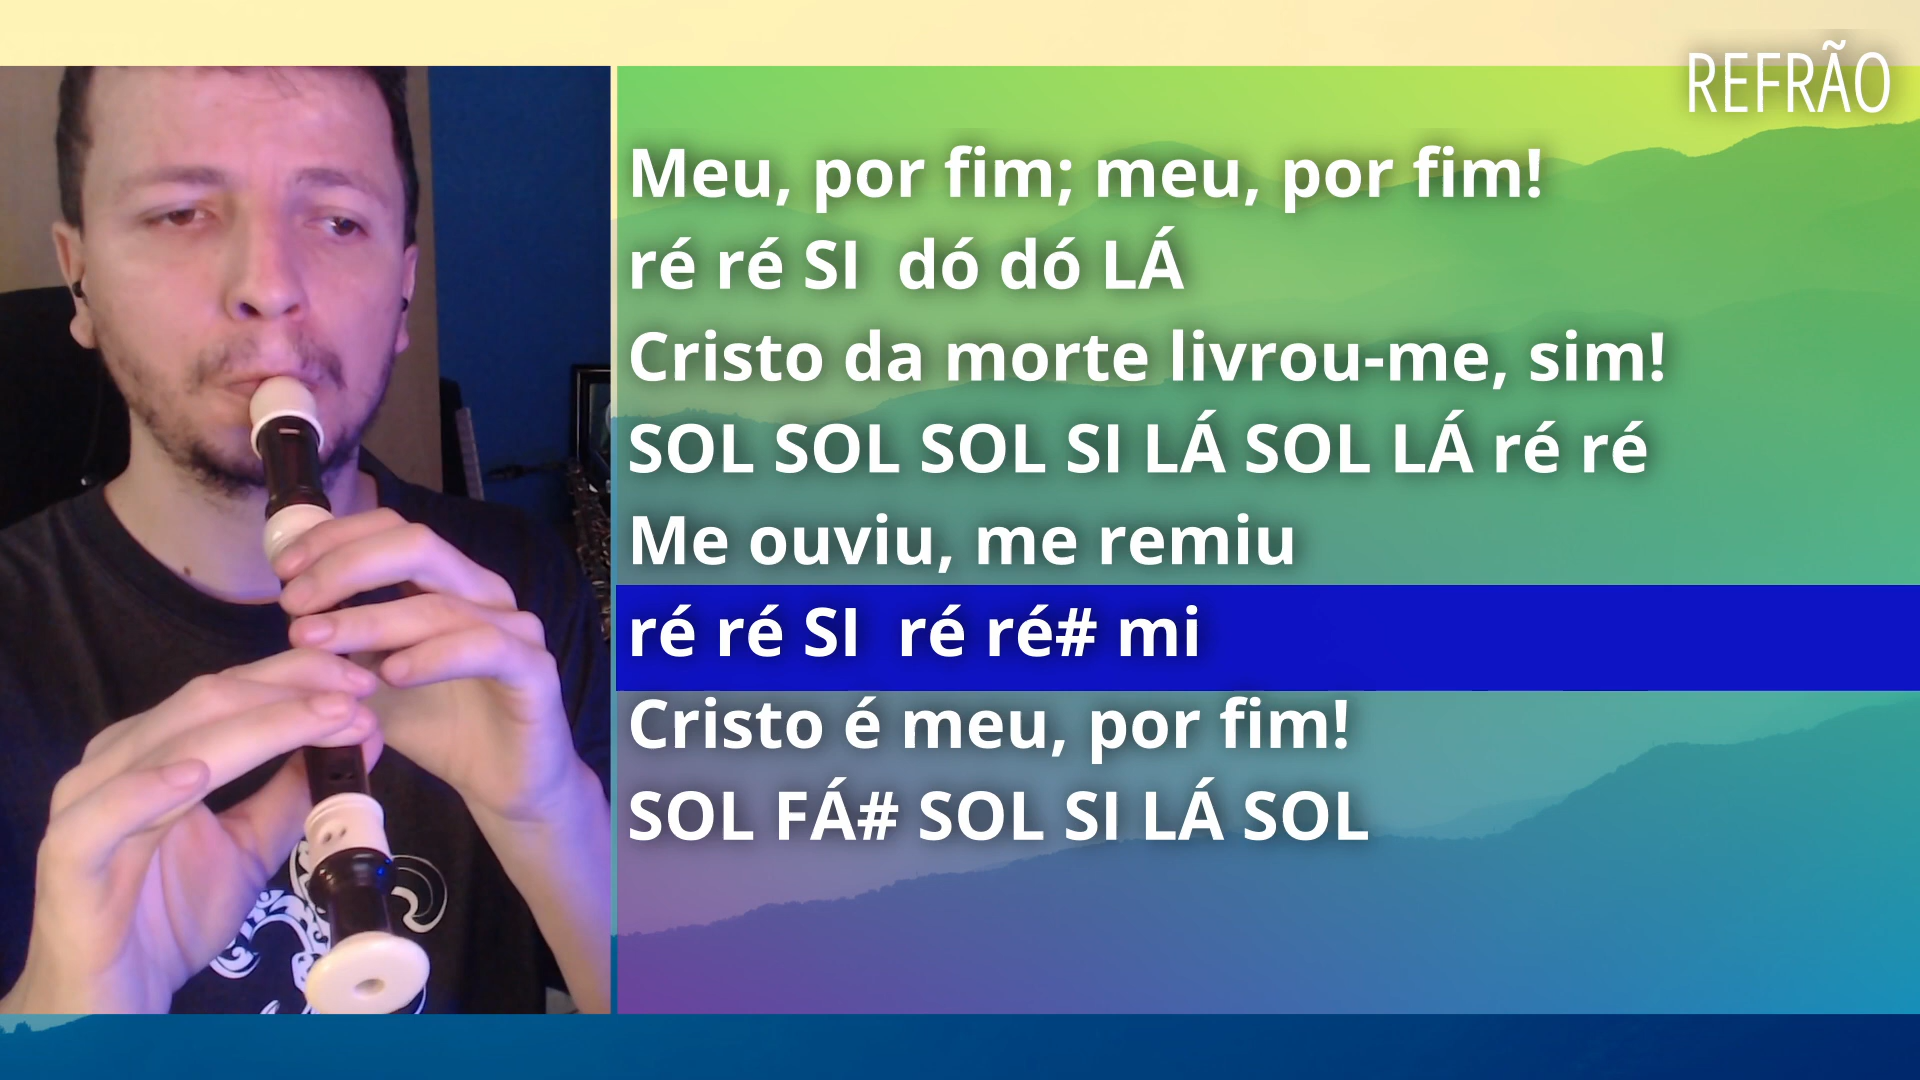 REFRÃO
Meu, por fim; meu, por fim!
ré ré SI dó dó LÁ
Cristo da morte livrou-me, sim!
SOL SOL SOL SI LÁ SOL LÁ ré ré
Me ouviu, me remiu
ré ré SI ré ré# mi
Cristo é meu, por fim!
SOL FÁ# SOL SI LÁ SOL